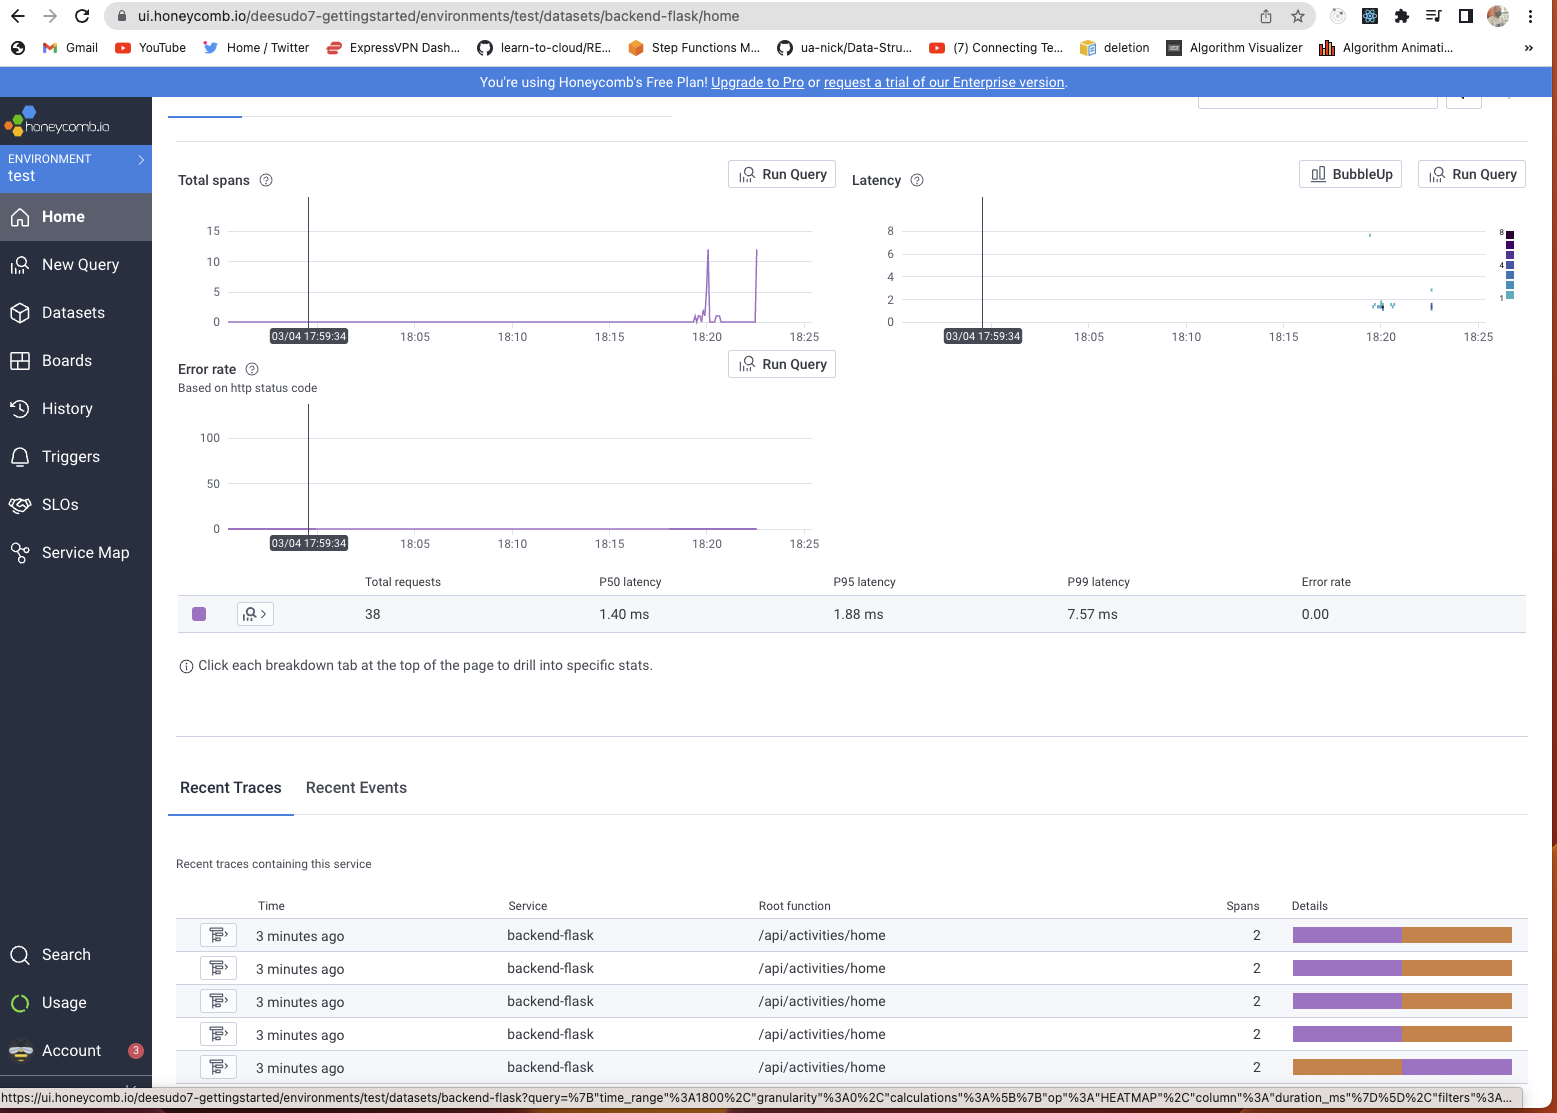 ui.honeycomb.io/deesudo7-gettingstarted/environments/test/datasets/backend-flask/home
Gmail YouTube Home / Twitter ExpressVPN Dash... learn-to-cloud/RE... Step Functions M... ua-nick/Data-Stru... (7) Connecting Te... deletion Algorithm Visualizer Algorithm Animati... »
You're using Honeycomb's Free Plan! Upgrade to Pro or request a trial of our Enterprise version.
honeycomb.io
ENVIRONMENT
test
Home
New Query
Datasets
Boards
History
Triggers
SLOs
Service Map
Search
Usage
Account 3
Total spans
Run Query
15
10
5
0
03/04 17:59:34 18:05 18:10 18:15 18:20 18:25
Latency
BubbleUp Run Query
8
6
4
2
0
03/04 17:59:34 18:05 18:10 18:15 18:20 18:25
8
4
1
Error rate
Based on http status code
Run Query
100
50
0
03/04 17:59:34 18:05 18:10 18:15 18:20 18:25
Total requests P50 latency P95 latency P99 latency Error rate
38 1.40 ms 1.88 ms 7.57 ms 0.00
Click each breakdown tab at the top of the page to drill into specific stats.
Recent Traces Recent Events
Recent traces containing this service
Time Service Root function Spans Details
3 minutes ago backend-flask /api/activities/home 2
3 minutes ago backend-flask /api/activities/home 2
3 minutes ago backend-flask /api/activities/home 2
3 minutes ago backend-flask /api/activities/home 2
3 minutes ago backend-flask /api/activities/home 2
https://ui.honeycomb.io/deesudo7-gettingstarted/environments/test/datasets/backend-flask?query=%7B"time_range"%3A1800%2C"granularity"%3A0%2C"calculations"%3A%5B%7B"op"%3A"HEATMAP"%2C"column"%3A"duration_ms"%7D%5D%2C"filters"%3A...